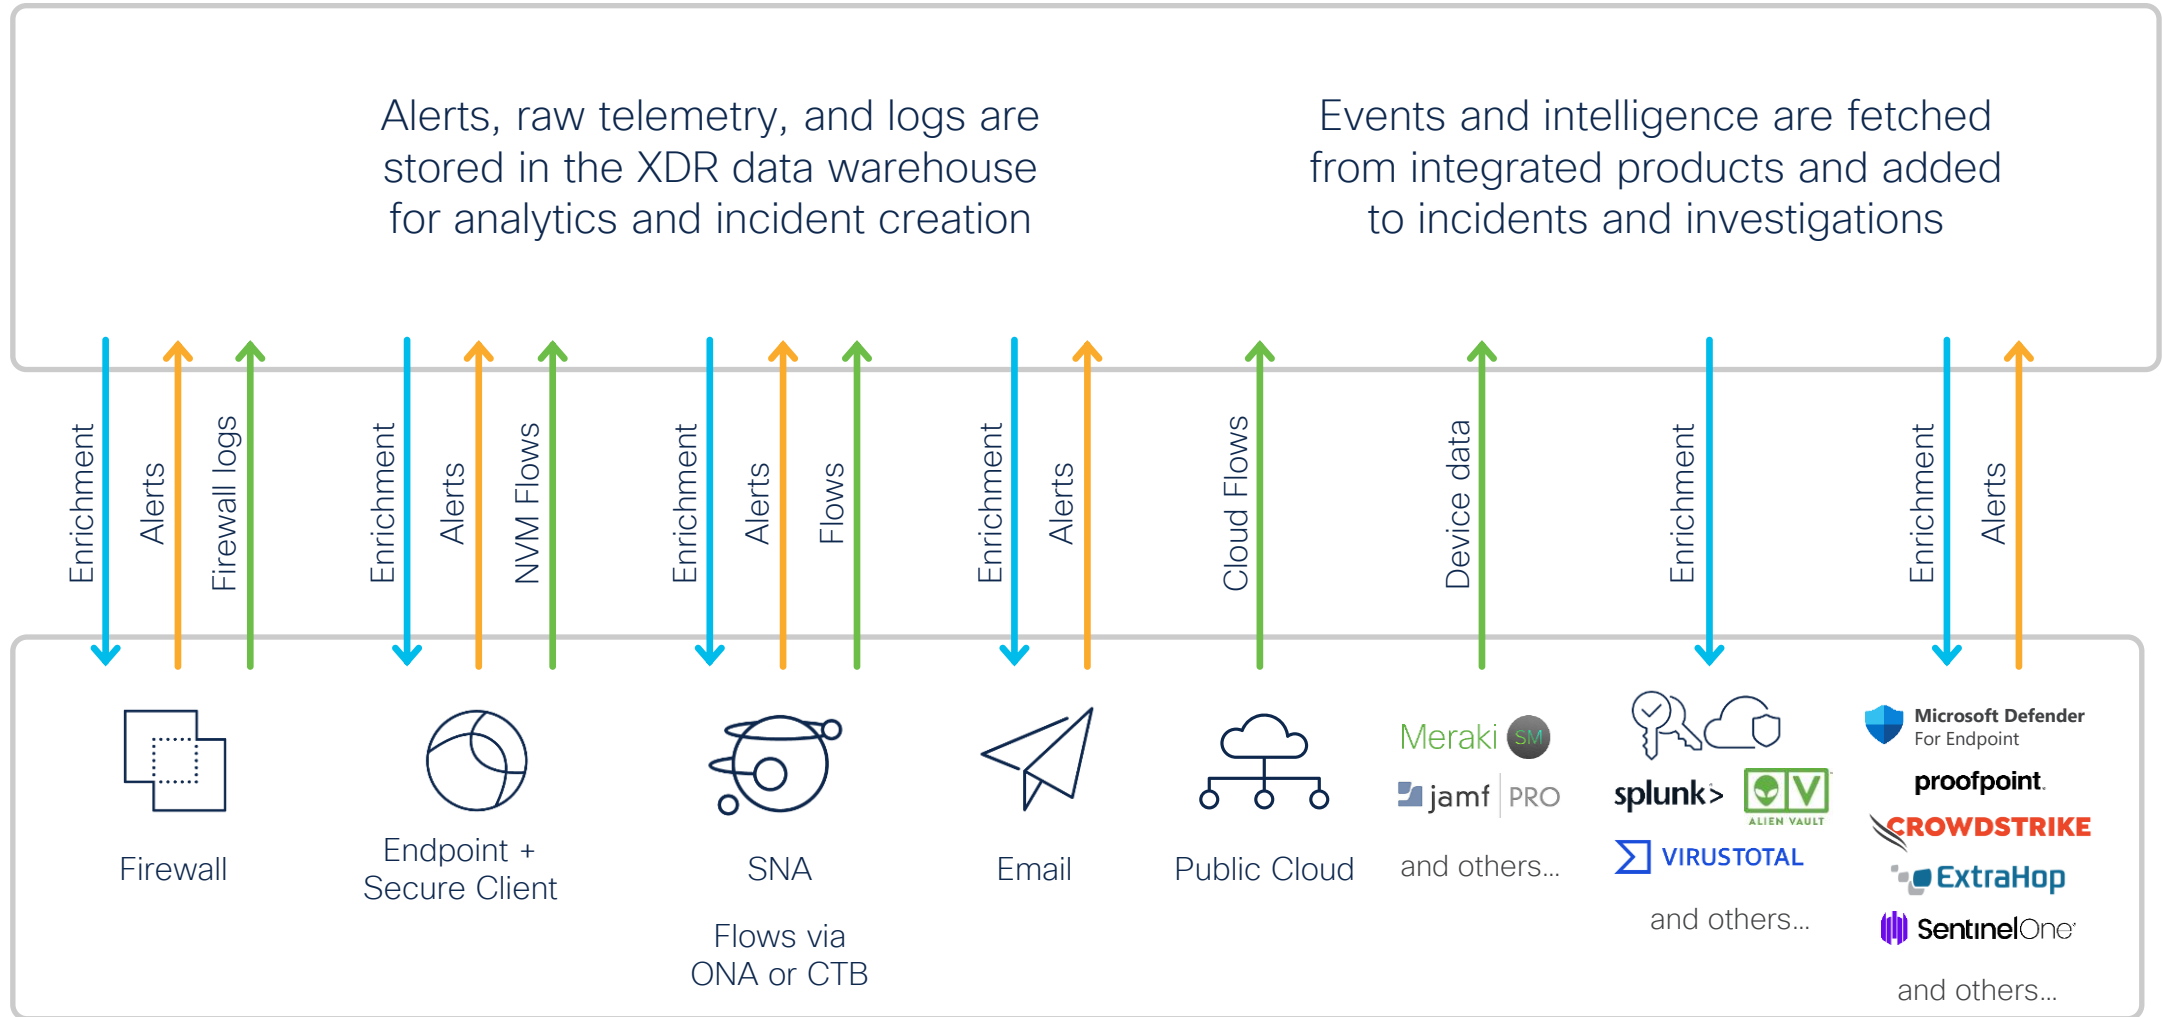 Alerts, raw telemetry, and logs are
stored in the XDR data warehouse
for analytics and incident creation
Events and intelligence are fetched
from integrated products and added
to incidents and investigations
Enrichment
Alerts
Firewall logs
Enrichment
Alerts
NVM Flows
Enrichment
Alerts
Flows
Enrichment
Alerts
Cloud Flows
Device data
Enrichment
Enrichment
Alerts
Firewall
Endpoint +
Secure Client
SNA
Flows via
ONA or CTB
Email
Public Cloud
Meraki SM
jamf PRO
and others...
splunk>
V
ALIEN VAULT
VIRUSTOTAL
and others...
Microsoft Defender
For Endpoint
proofpoint.
CROWDSTRIKE
ExtraHop
SentinelOne
and others...